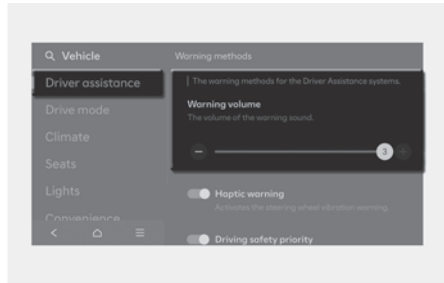 Vehicle
Warning methods
Driver assistance
The warning methods for the Driver Assistance systems.
Drive mode
Warning volume
The volume of the warning sound.
Climate
3
Seats
Lights
Haptic warning
Activates the steering wheel vibration warning.
Convenience
Driving safety priority